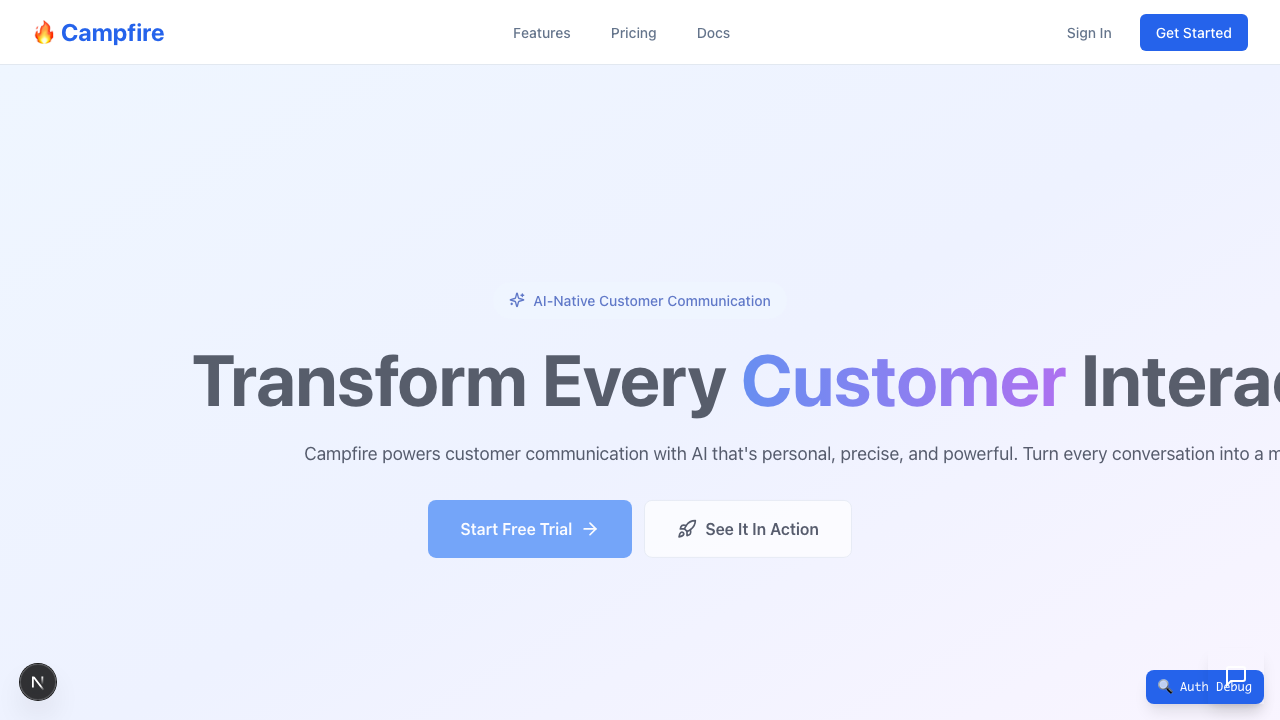 🔥 Campfire
Features
Pricing
Docs
Sign In
Get Started
AI-Native Customer Communication
Transform Every Customer
Campfire powers customer communication with AI that's personal, precise, and powerful. Turn every conversation into a
Start Free Trial
See It In Action
N
🔍 Auth Debug